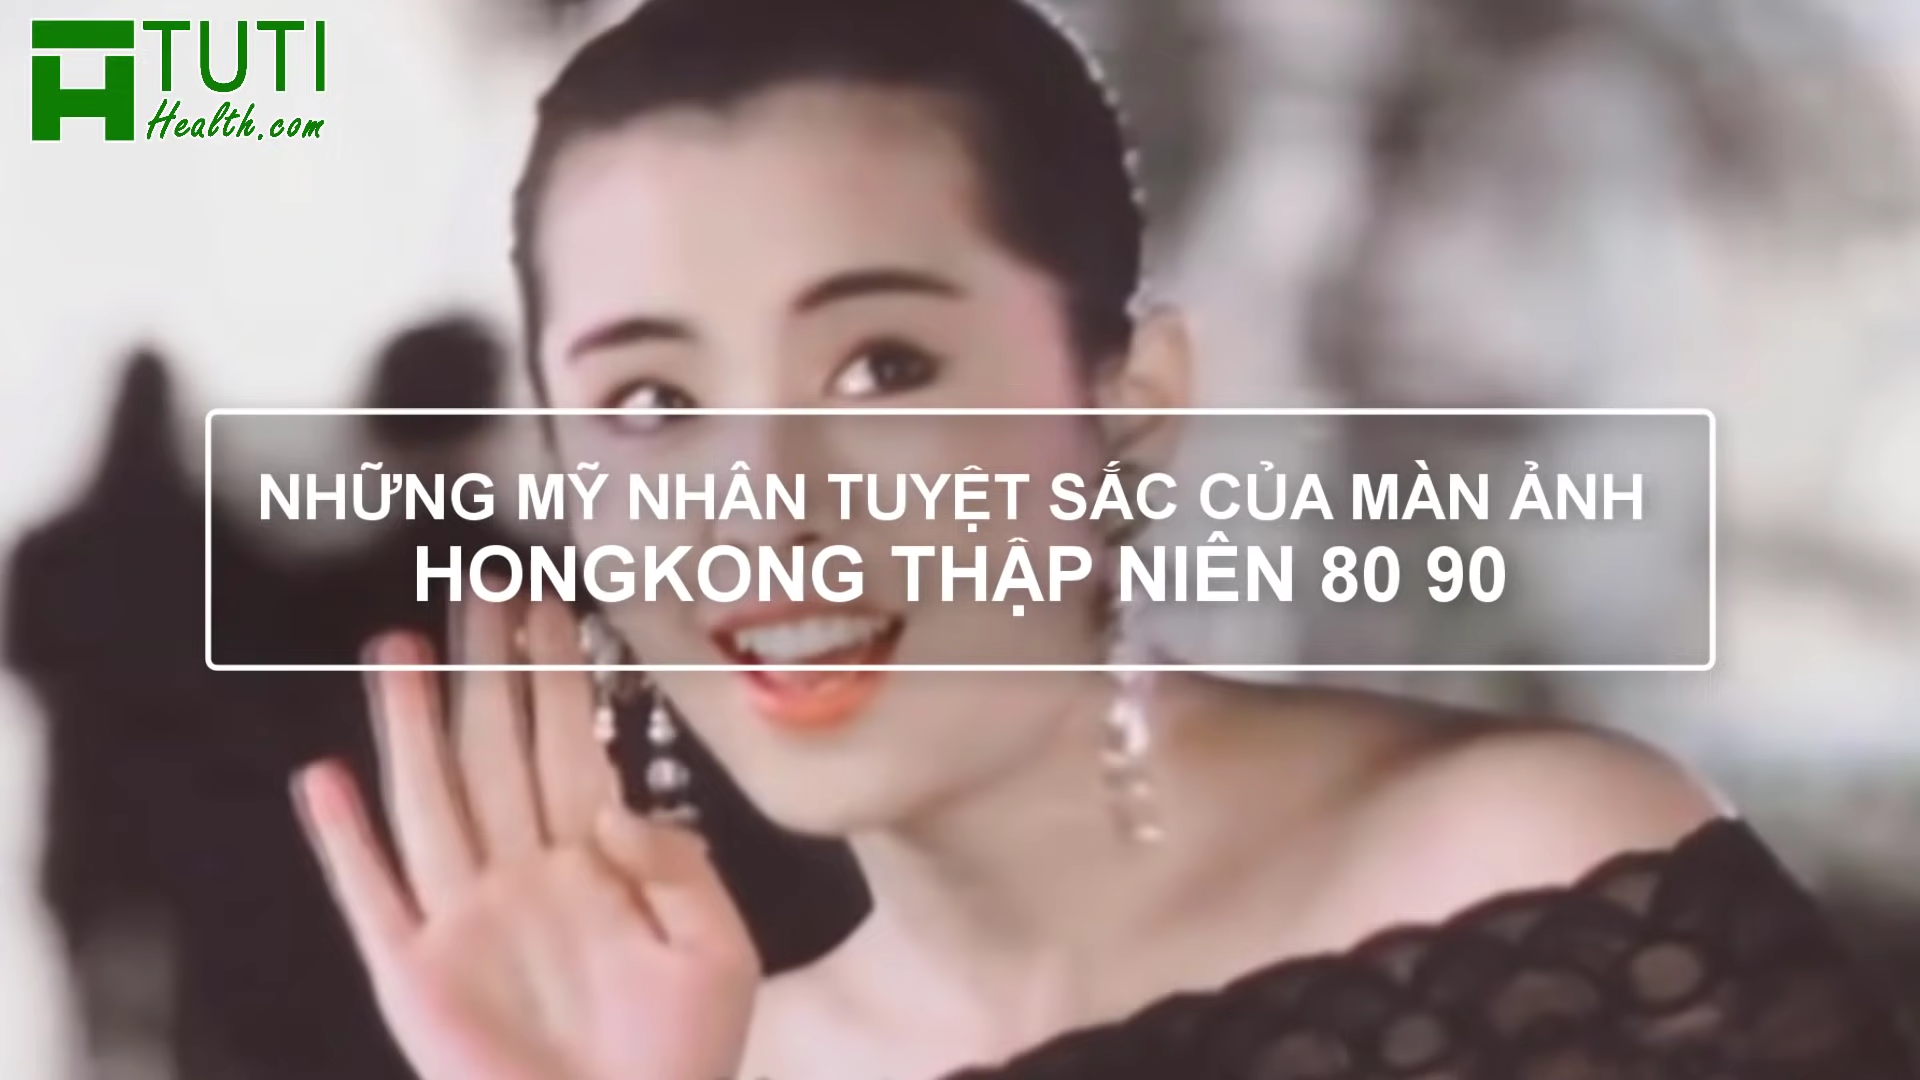 TUTI
Health.com
NHỮNG MỸ NHÂN TUYỆT SẮC CỦA MÀN ẢNH
HONGKONG THẬP NIÊN 80 90